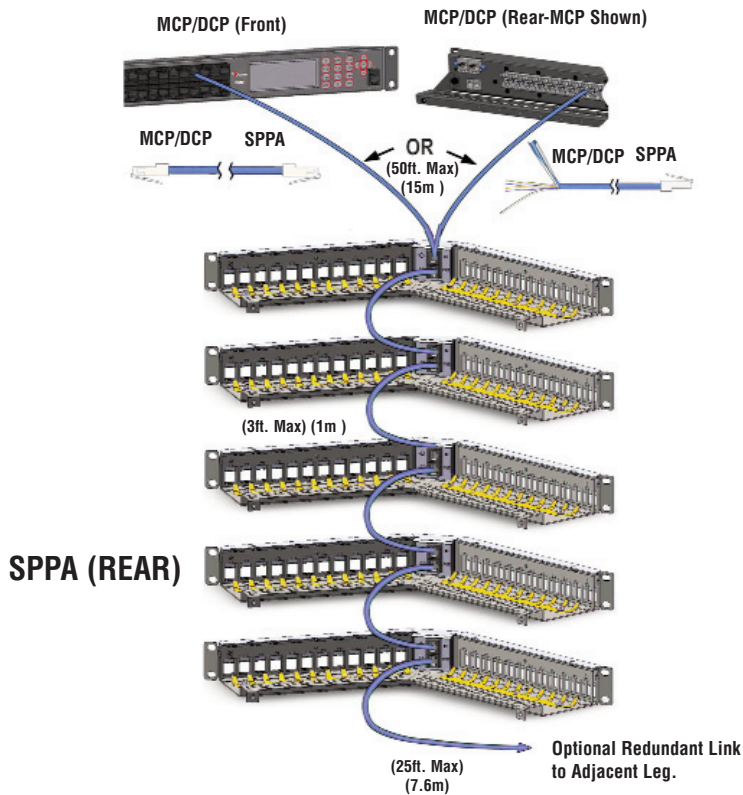 MCP/DCP (Front)
MCP/DCP (Rear-MCP Shown)
MCP/DCP SPPA
OR
(50ft. Max)
(15m )
MCP/DCP SPPA
(3ft. Max) (1m )
SPPA (REAR)
(25ft. Max)
(7.6m)
Optional Redundant Link
to Adjacent Leg.